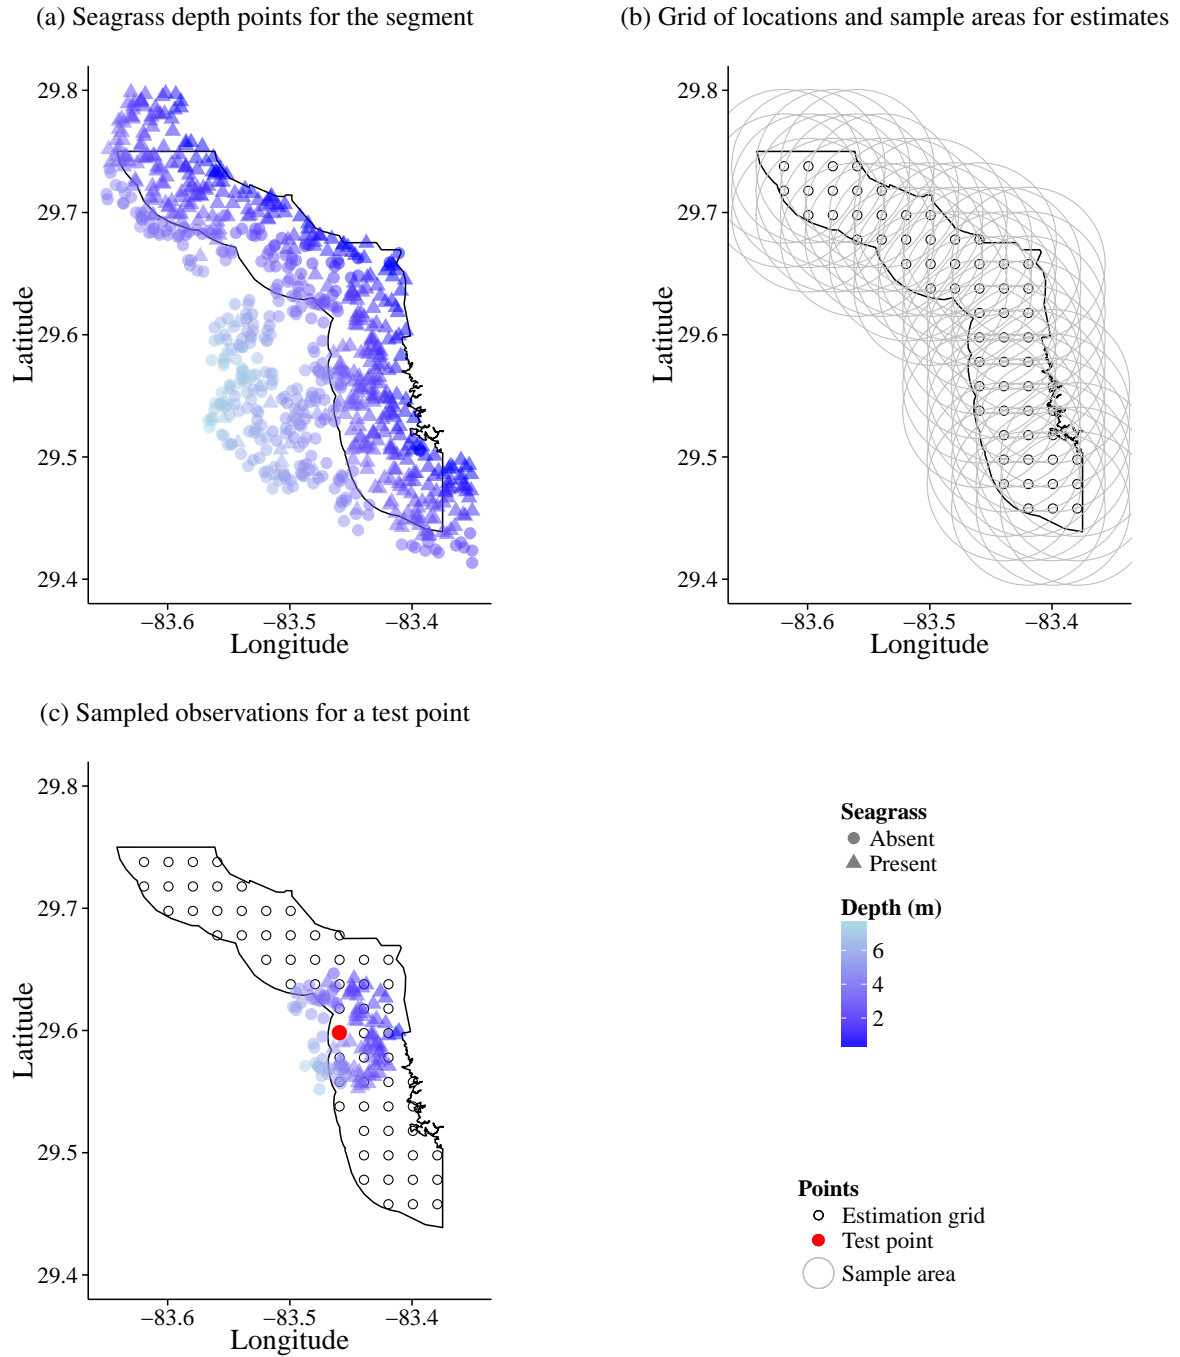 (a) Seagrass depth points for the segment
(b) Grid of locations and sample areas for estimates
29.8
29.7
29.6
29.5
29.4
Latitude
−83.6
−83.5
−83.4
Longitude
29.8
29.7
29.6
29.5
29.4
Latitude
−83.6
−83.5
−83.4
Longitude
(c) Sampled observations for a test point
29.8
29.7
29.6
29.5
29.4
Latitude
−83.6
−83.5
−83.4
Longitude
Seagrass
Absent
Present
Depth (m)
6
4
2
Points
Estimation grid
Test point
Sample area